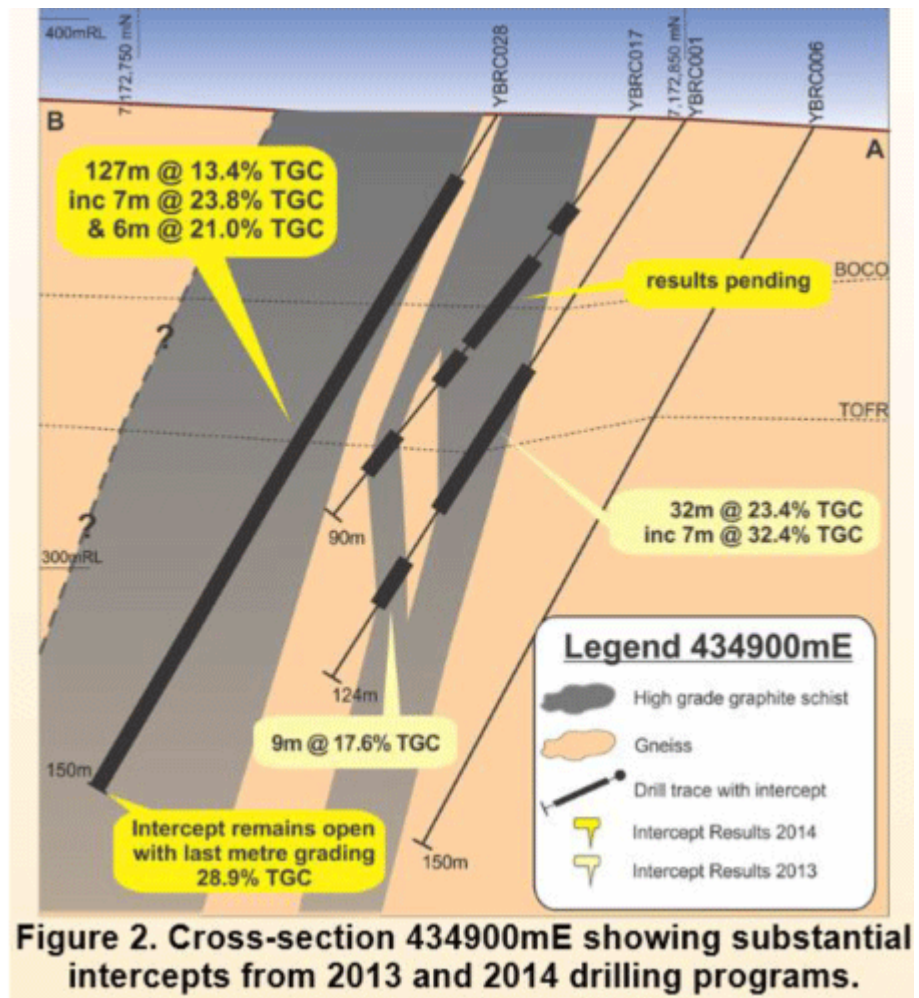 400mRL
7,172,750 mN
YBRC028
YBRC017
7,172,850 mN
YBRC001
YBRC006
B
A
127m @ 13.4% TGC
inc 7m @ 23.8% TGC
& 6m @ 21.0% TGC
BOCO
results pending
?
TOFR
32m @ 23.4% TGC
inc 7m @ 32.4% TGC
?
90m
300mRL
Legend 434900mE
High grade graphite schist
Gneiss
Drill trace with intercept
Intercept Results 2014
Intercept Results 2013
124m
9m @ 17.6% TGC
150m
Intercept remains open
with last metre grading
28.9% TGC
150m
Figure 2. Cross-section 434900mE showing substantial
intercepts from 2013 and 2014 drilling programs.